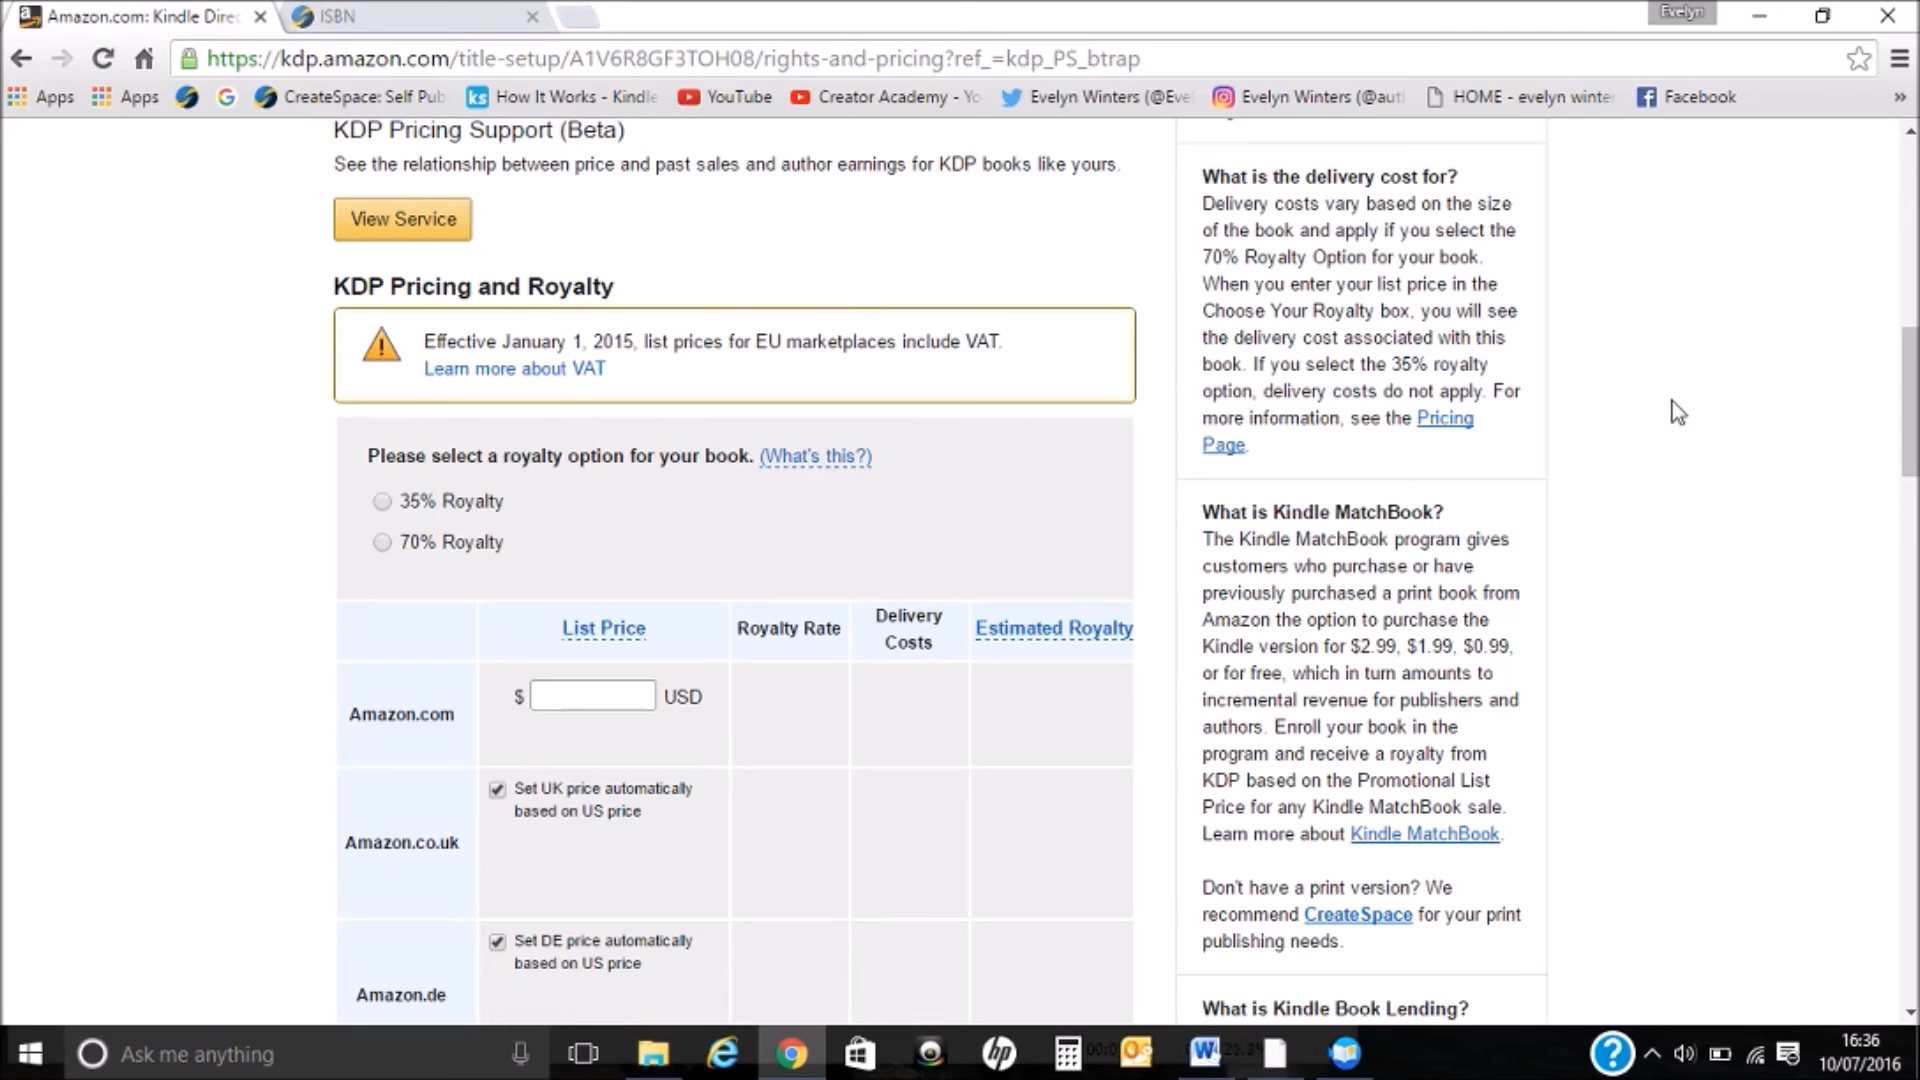 Amazon.com: Kindle Direc
ISBN
Evelyn
https://kdp.amazon.com/title-setup/A1V6R8GF3TOH08/rights-and-pricing?ref_=kdp_PS_btrap
Apps
Apps
CreateSpace: Self Pub
How It Works - Kindle
YouTube
Creator Academy - Yo
Evelyn Winters (@Eve
Evelyn Winters (@aut
HOME - evelyn winte
Facebook
KDP Pricing Support (Beta)
See the relationship between price and past sales and author earnings for KDP books like yours.
View Service
KDP Pricing and Royalty
Effective January 1, 2015, list prices for EU marketplaces include VAT.
Learn more about VAT
Please select a royalty option for your book. (What's this?)
35% Royalty
70% Royalty
List Price
Royalty Rate
Delivery
Costs
Estimated Royalty
Amazon.com
$ USD
Amazon.co.uk
Set UK price automatically
based on US price
Amazon.de
Set DE price automatically
based on US price
What is the delivery cost for?
Delivery costs vary based on the size
of the book and apply if you select the
70% Royalty Option for your book.
When you enter your list price in the
Choose Your Royalty box, you will see
the delivery cost associated with this
book. If you select the 35% royalty
option, delivery costs do not apply. For
more information, see the Pricing
Page.
What is Kindle MatchBook?
The Kindle MatchBook program gives
customers who purchase or have
previously purchased a print book from
Amazon the option to purchase the
Kindle version for $2.99, $1.99, $0.99,
or for free, which in turn amounts to
incremental revenue for publishers and
authors. Enroll your book in the
program and receive a royalty from
KDP based on the Promotional List
Price for any Kindle MatchBook sale.
Learn more about Kindle MatchBook.
Don't have a print version? We
recommend CreateSpace for your print
publishing needs.
What is Kindle Book Lending?
Ask me anything
16:36
10/07/2016